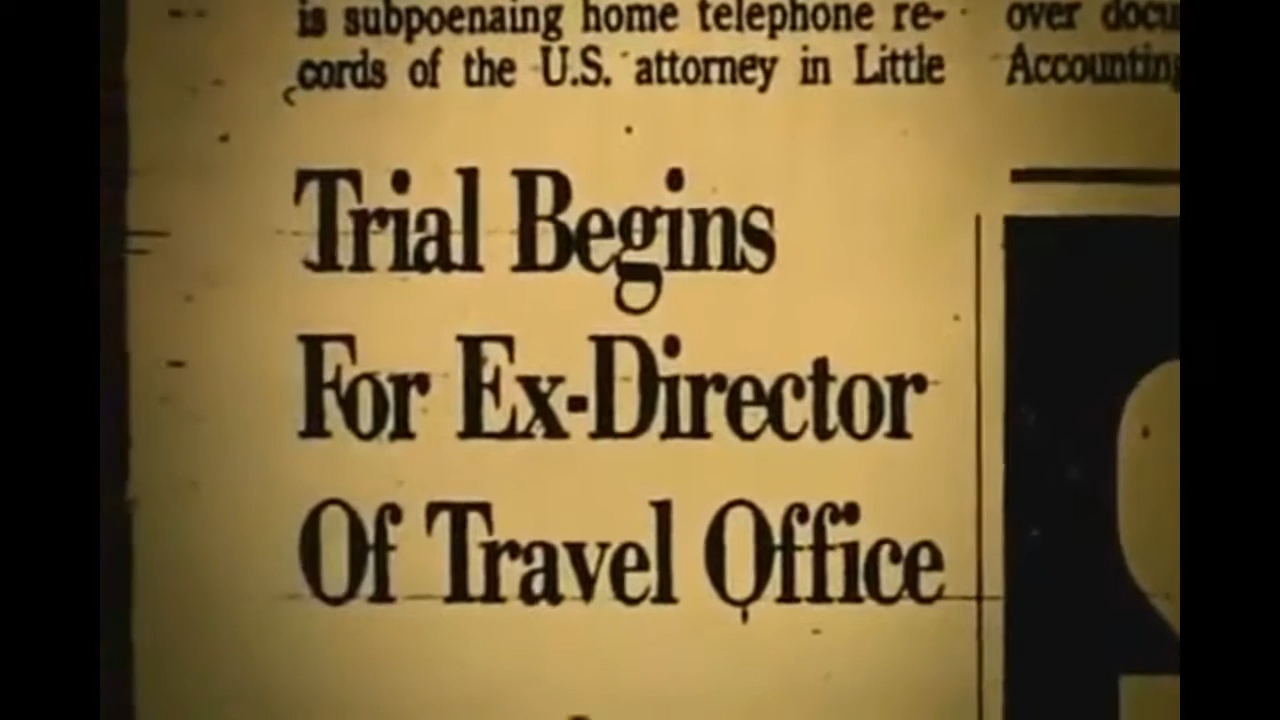 is subpoenaing home telephone re-
cords of the U.S. attorney in Little
over
Accounting
Trial Begins
For Ex-Director
Of Travel Office